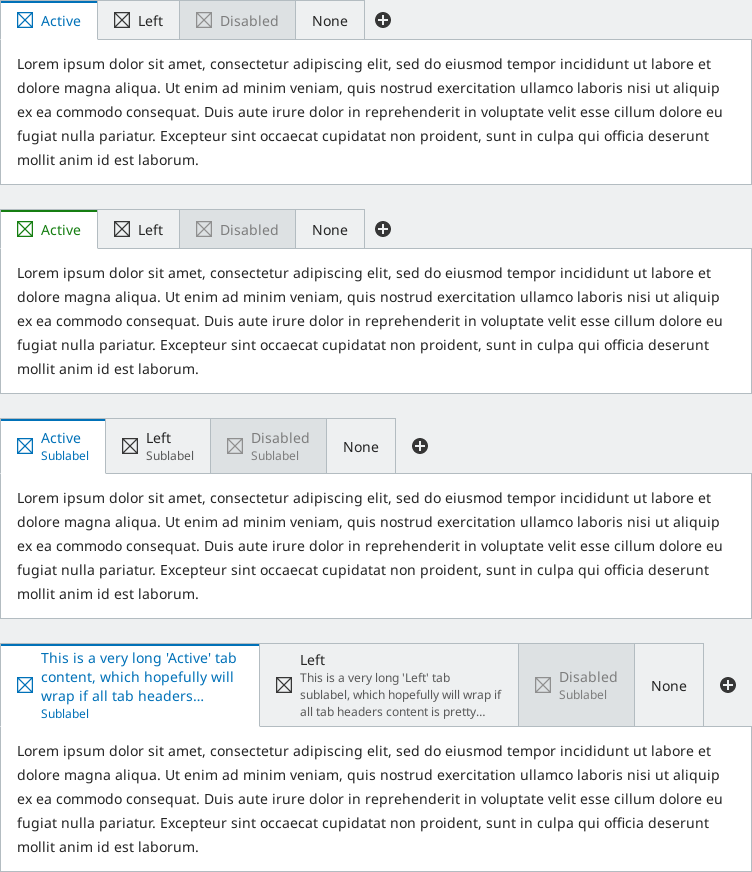 Active Left Disabled None
Lorem ipsum dolor sit amet, consectetur adipiscing elit, sed do eiusmod tempor incididunt ut labore et
dolore magna aliqua. Ut enim ad minim veniam, quis nostrud exercitation ullamco laboris nisi ut aliquip
ex ea commodo consequat. Duis aute irure dolor in reprehenderit in voluptate velit esse cillum dolore eu
fugiat nulla pariatur. Excepteur sint occaecat cupidatat non proident, sunt in culpa qui officia deserunt
mollit anim id est laborum.
Active Left Disabled None
Lorem ipsum dolor sit amet, consectetur adipiscing elit, sed do eiusmod tempor incididunt ut labore et
dolore magna aliqua. Ut enim ad minim veniam, quis nostrud exercitation ullamco laboris nisi ut aliquip
ex ea commodo consequat. Duis aute irure dolor in reprehenderit in voluptate velit esse cillum dolore eu
fugiat nulla pariatur. Excepteur sint occaecat cupidatat non proident, sunt in culpa qui officia deserunt
mollit anim id est laborum.
Active
Sublabel
Left
Sublabel
Disabled
Sublabel
None
Lorem ipsum dolor sit amet, consectetur adipiscing elit, sed do eiusmod tempor incididunt ut labore et
dolore magna aliqua. Ut enim ad minim veniam, quis nostrud exercitation ullamco laboris nisi ut aliquip
ex ea commodo consequat. Duis aute irure dolor in reprehenderit in voluptate velit esse cillum dolore eu
fugiat nulla pariatur. Excepteur sint occaecat cupidatat non proident, sunt in culpa qui officia deserunt
mollit anim id est laborum.
This is a very long 'Active' tab
content, which hopefully will
wrap if all tab headers...
Sublabel
Left
This is a very long 'Left' tab
sublabel, which hopefully will wrap if
all tab headers content is pretty...
Disabled
Sublabel
None
Lorem ipsum dolor sit amet, consectetur adipiscing elit, sed do eiusmod tempor incididunt ut labore et
dolore magna aliqua. Ut enim ad minim veniam, quis nostrud exercitation ullamco laboris nisi ut aliquip
ex ea commodo consequat. Duis aute irure dolor in reprehenderit in voluptate velit esse cillum dolore eu
fugiat nulla pariatur. Excepteur sint occaecat cupidatat non proident, sunt in culpa qui officia deserunt
mollit anim id est laborum.